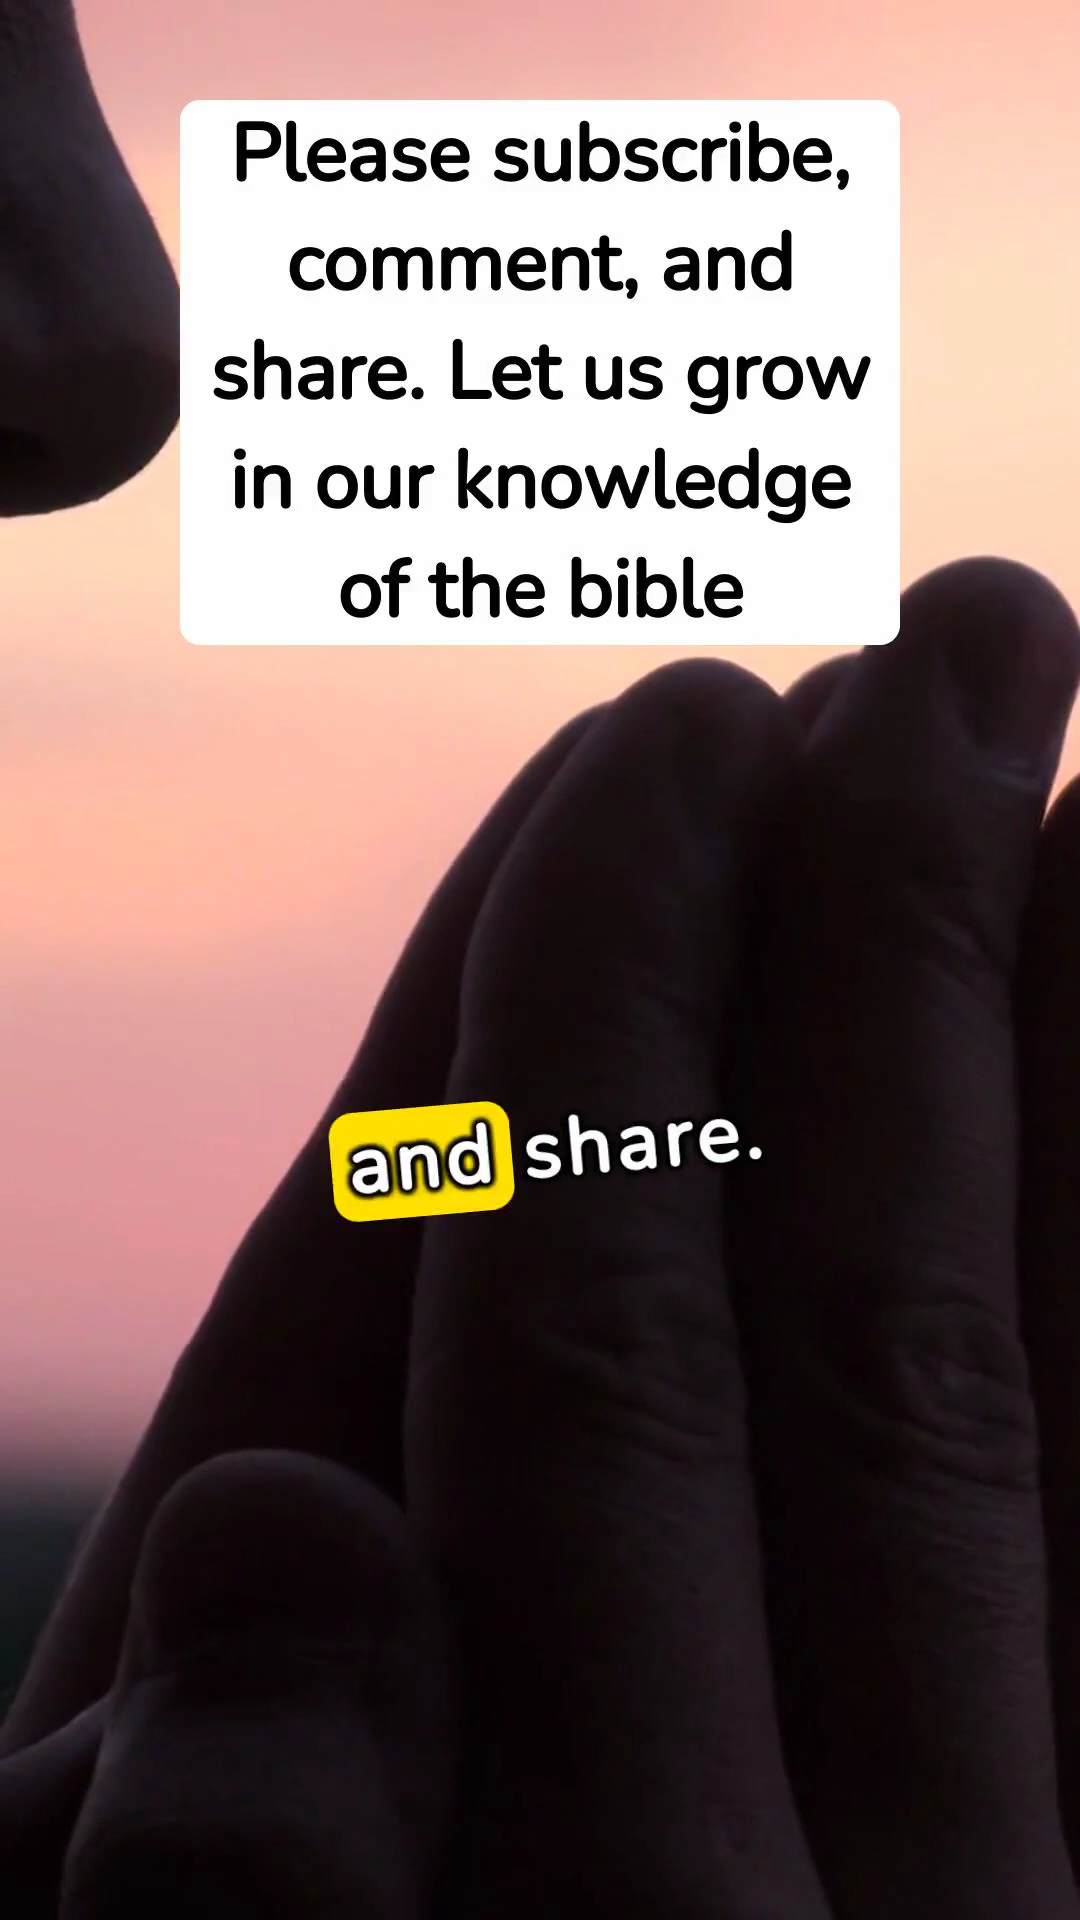 Please subscribe,
comment, and
share. Let us grow
in our knowledge
of the bible
and share.